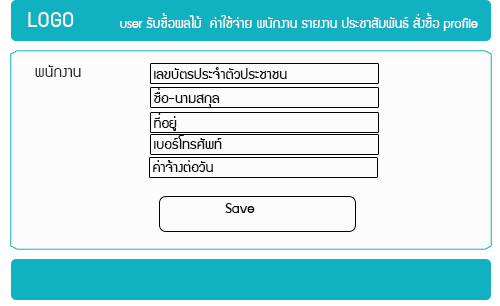 LOGO user รับซื้อผลไม้ ค่าใช้จ่าย พนักงาน รายงาน ประชาสัมพันธ์ สั่งซื้อ profile
พนักงาน
เลขบัตรประจำตัวประชาชน
ชื่อ-นามสกุล
ที่อยู่
เบอร์โทรศัพท์
ค่าจ้างต่อวัน
Save